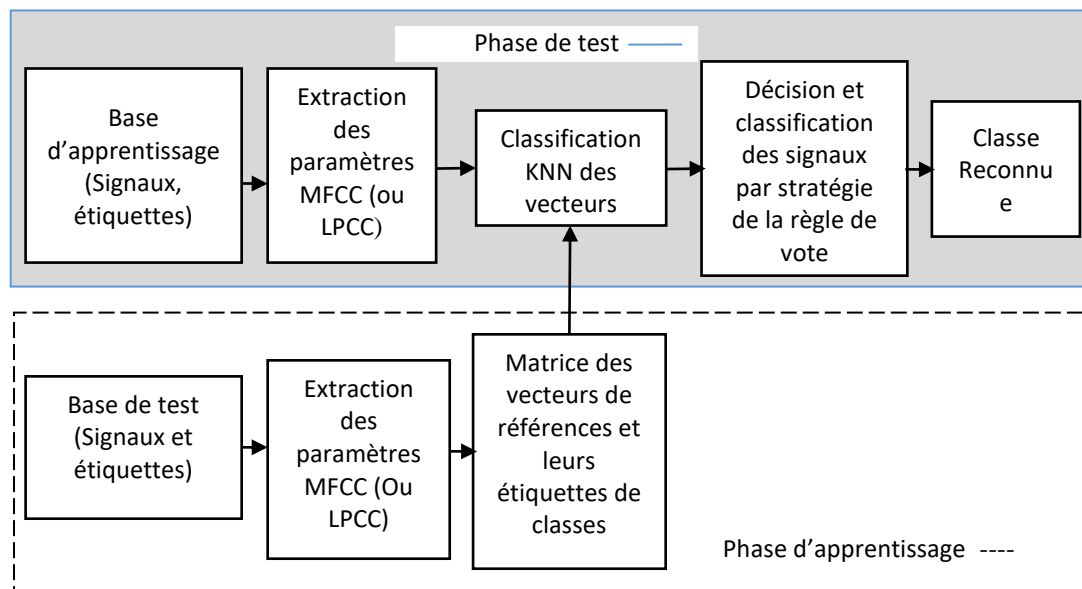 Phase de test
Base
d’apprentissage
(Signaux,
étiquettes)
Extraction
des
paramètres
MFCC (ou
LPCC)
Classification
KNN des
vecteurs
Décision et
classification
des signaux
par stratégie
de la règle de
vote
Classe
Reconnu
e
Base de test
(Signaux et
étiquettes)
Extraction
des
paramètres
MFCC (Ou
LPCC)
Matrice des
vecteurs de
références et
leurs
étiquettes de
classes
Phase d’apprentissage ----